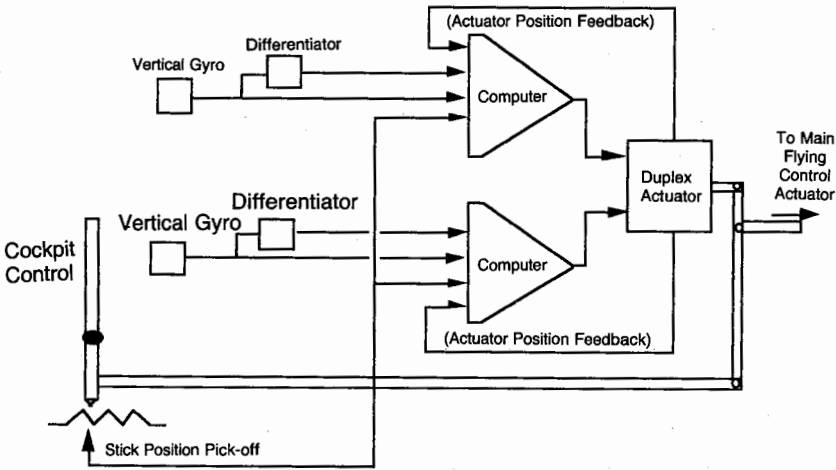 (Actuator Position Feedback)
Differentiator
Vertical Gyro
Computer
To Main
Flying
Control
Actuator
Duplex
Actuator
Differentiator
Vertical Gyro
Cockpit
Control
Computer
(Actuator Position Feedback)
Stick Position Pick-off